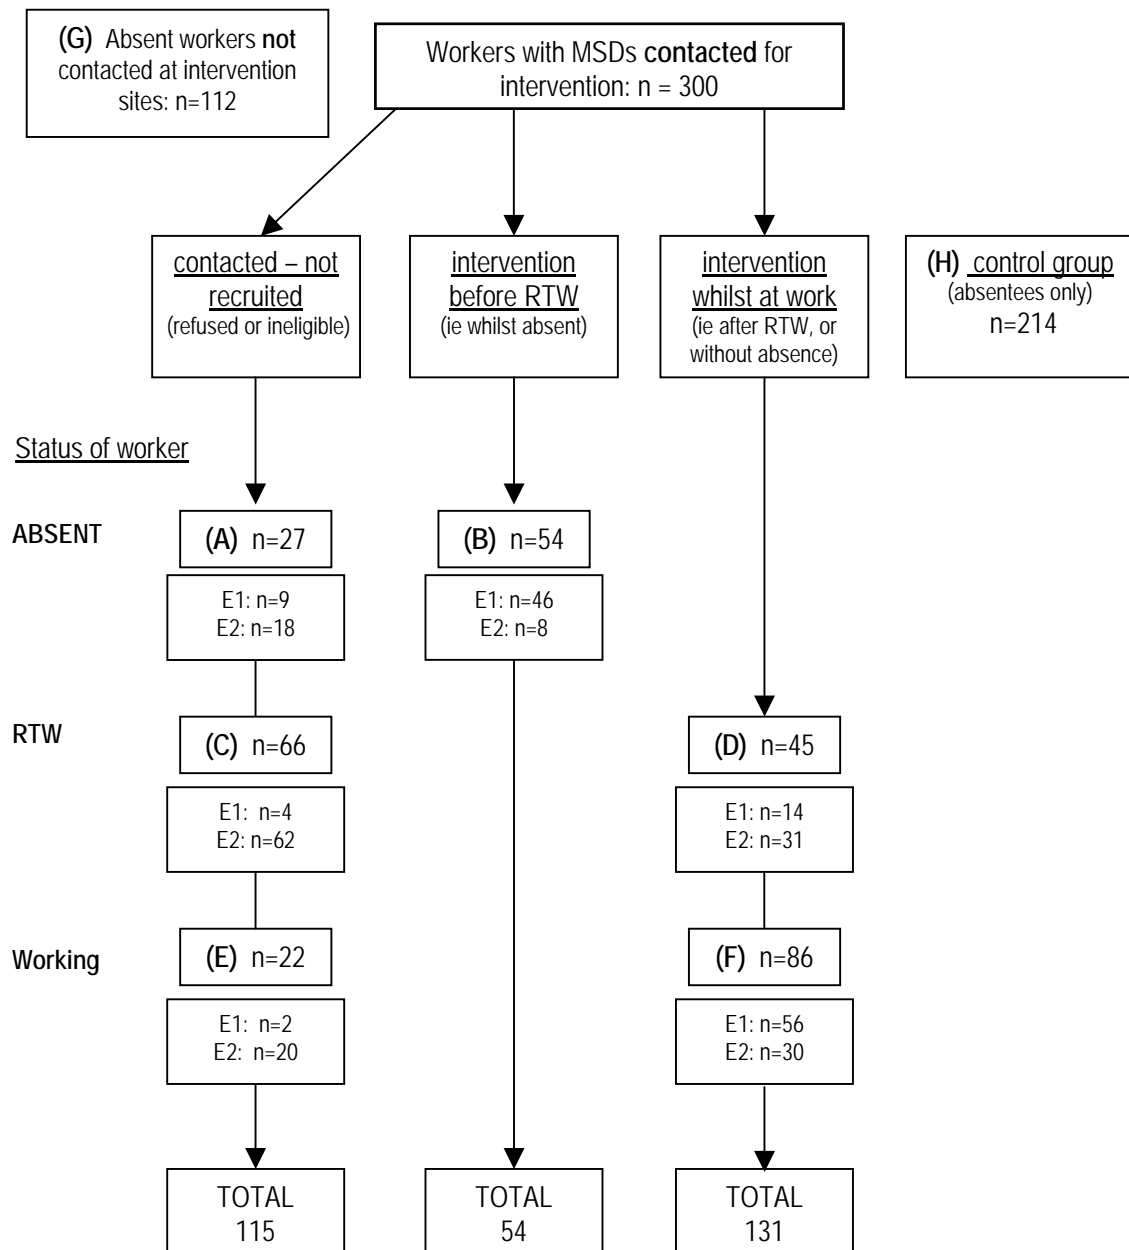 (G) Absent workers not
contacted at intervention
sites: n=112
Workers with MSDs contacted for
intervention: n = 300
contacted – not
recruited
(refused or ineligible)
intervention
before RTW
(ie whilst absent)
intervention
whilst at work
(ie after RTW, or
without absence)
(H) control group
(absentees only)
n=214
Status of worker
ABSENT
(A) n=27
(B) n=54
E1: n=9
E2: n=18
E1: n=46
E2: n=8
RTW
(C) n=66
(D) n=45
E1: n=4
E2: n=62
E1: n=14
E2: n=31
Working
(E) n=22
(F) n=86
E1: n=2
E2: n=20
E1: n=56
E2: n=30
TOTAL
115
TOTAL
54
TOTAL
131